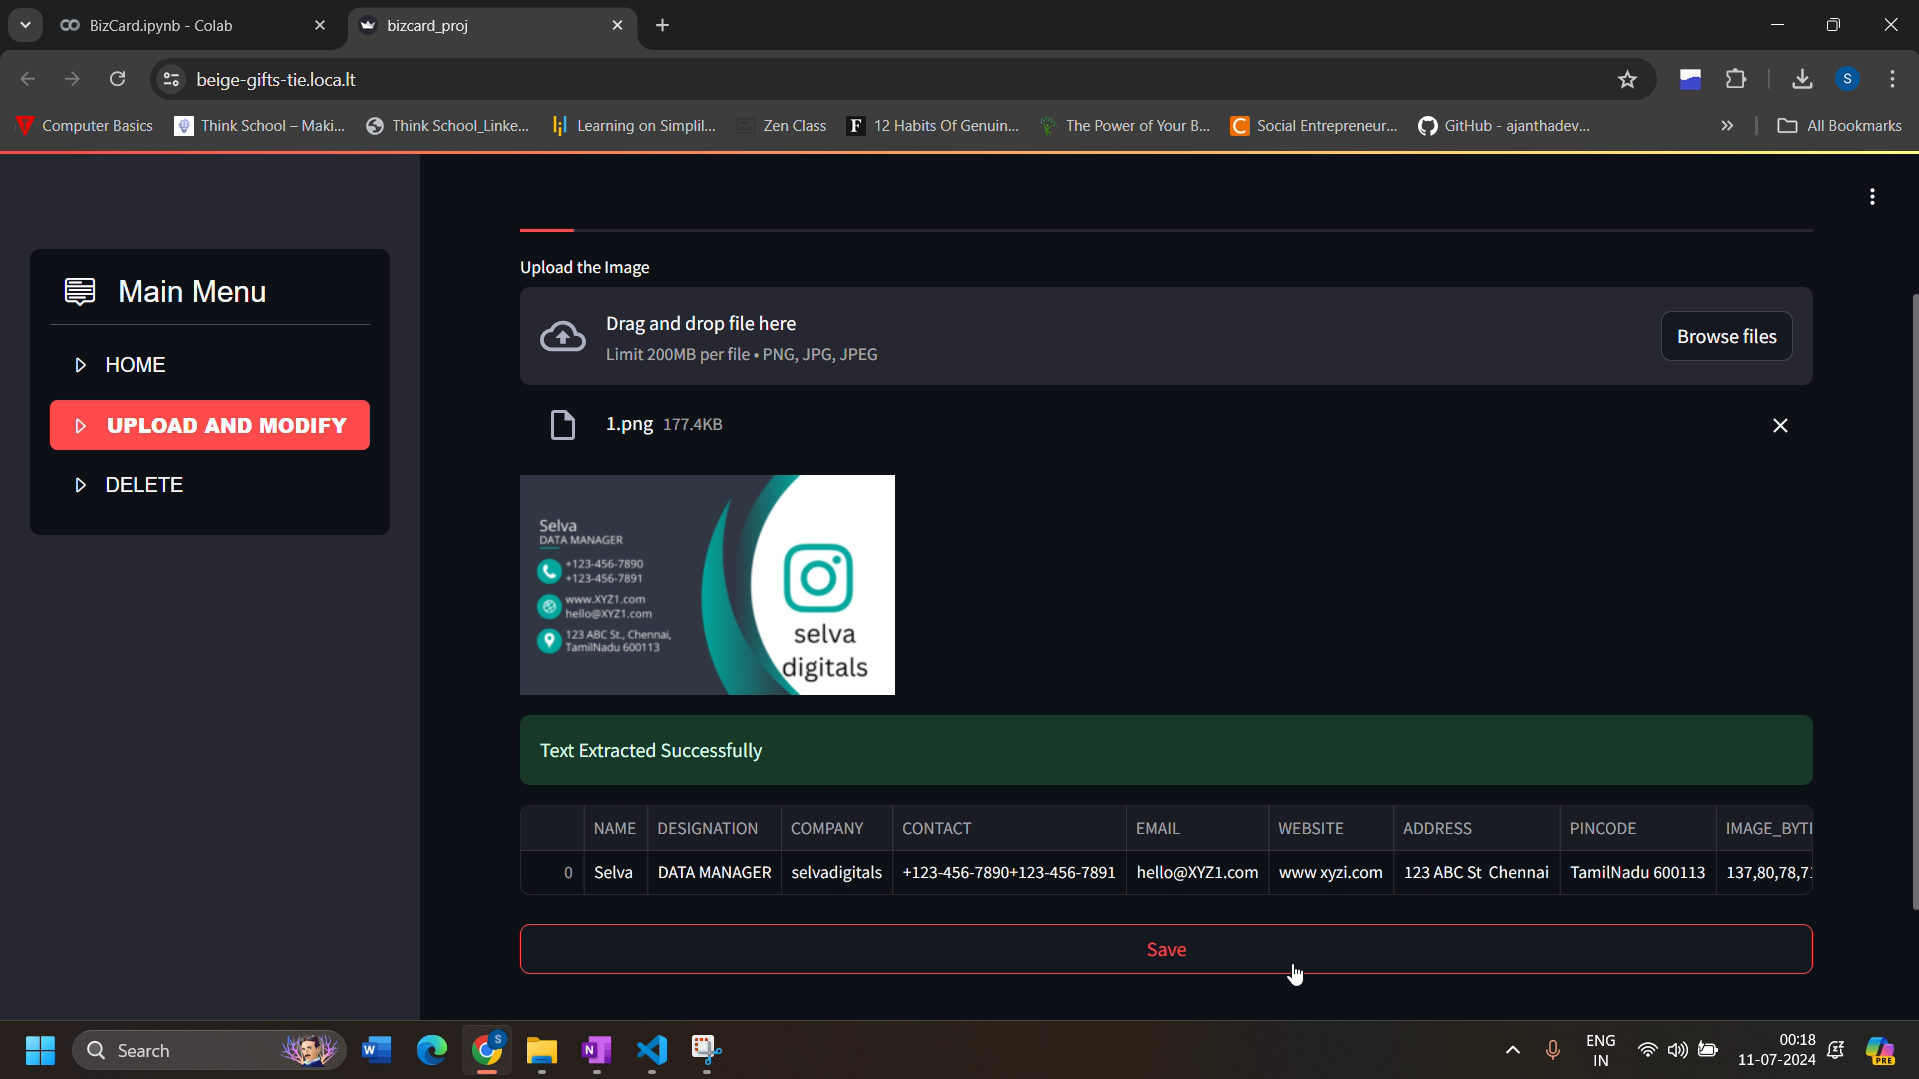 BizCard.ipynb - Colab
bizcard_proj
beige-gifts-tie.loca.lt
S
Computer Basics
Think School – Maki...
Think School_Linke...
Learning on Simplil...
Zen Class
12 Habits Of Genuin...
The Power of Your B...
Social Entrepreneur...
GitHub - ajanthadev...
All Bookmarks
Main Menu
HOME
UPLOAD AND MODIFY
DELETE
Upload the Image
Drag and drop file here
Limit 200MB per file • PNG, JPG, JPEG
Browse files
1.png 177.4KB
Selva
DATA MANAGER
+123-456-7890
+123-456-7891
www.XYZ1.com
hello@XYZ1.com
123 ABC St., Chennai,
TamilNadu 600113
selva
digitals
Text Extracted Successfully
NAME DESIGNATION COMPANY CONTACT EMAIL WEBSITE ADDRESS PINCODE IMAGE_BYT
0 Selva DATA MANAGER selvadigitals +123-456-7890+123-456-7891 hello@XYZ1.com www xyzi.com 123 ABC St Chennai TamilNadu 600113 137,80,78,71
Save
Search
ENG
IN
00:18
11-07-2024
PRE